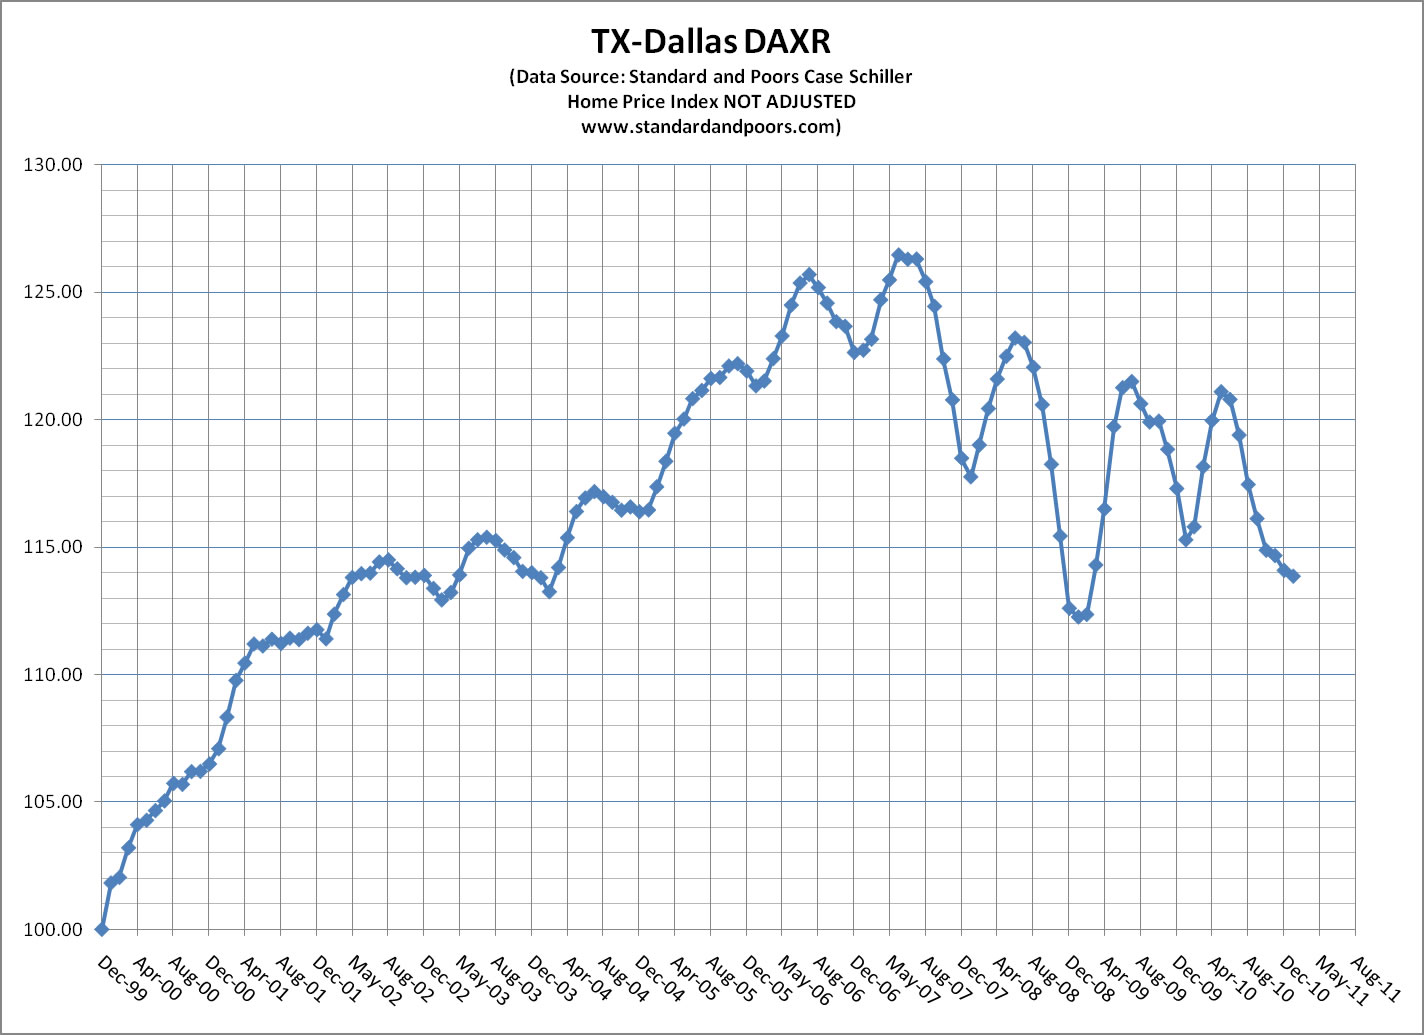 TX-Dallas DAXR
(Data Source: Standard and Poors Case Schiller
Home Price Index NOT ADJUSTED
www.standardandpoors.com)
130.00
125.00
120.00
115.00
110.00
105.00
100.00
Dec-99
Apr-00
Aug-00
Dec-00
Apr-01
Aug-01
Dec-01
May-02
Aug-02
Dec-02
May-03
Aug-03
Dec-03
Apr-04
Aug-04
Dec-04
Apr-05
Aug-05
Dec-05
May-06
Aug-06
Dec-06
May-07
Aug-07
Dec-07
Apr-08
Aug-08
Dec-08
Apr-09
Aug-09
Dec-09
Apr-10
Aug-10
Dec-10
May-11
Aug-11